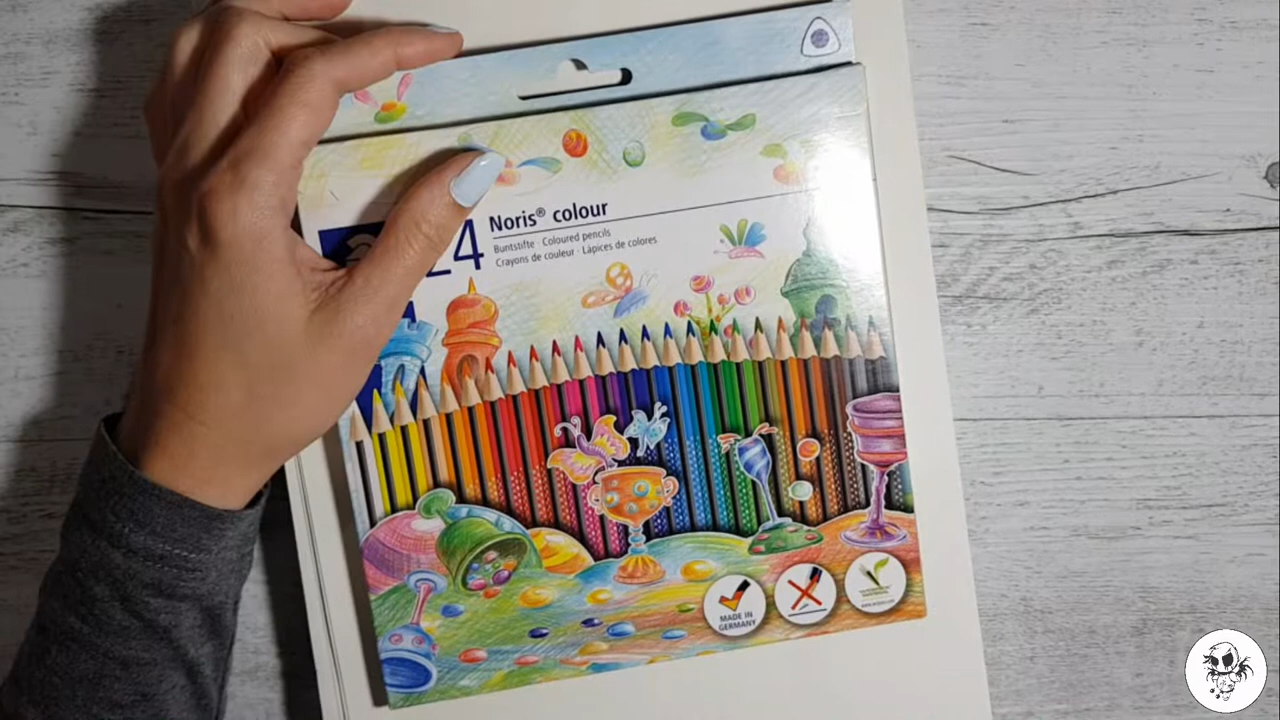 24
Noris® colour
Buntstifte · Coloured pencils
Crayons de couleur · Lápices de colores
MADE IN
GERMANY